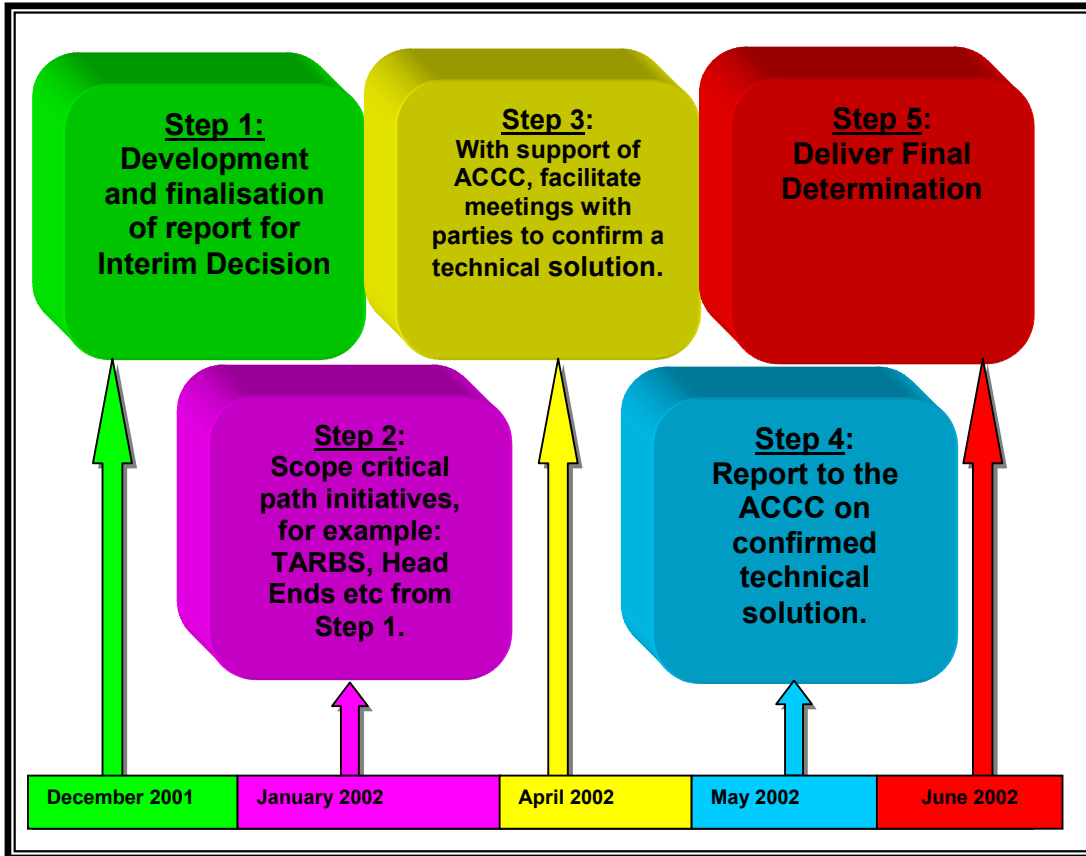 Step 1:
Development
and finalisation
of report for
Interim Decision
Step 2:
Scope critical
path initiatives,
for example:
TARBS, Head
Ends etc from
Step 1.
Step 3:
With support of
ACCC, facilitate
meetings with
parties to confirm a
technical solution.
Step 4:
Report to the
ACCC on
confirmed
technical
solution.
Step 5:
Deliver Final
Determination
December 2001
January 2002
April 2002
May 2002
June 2002